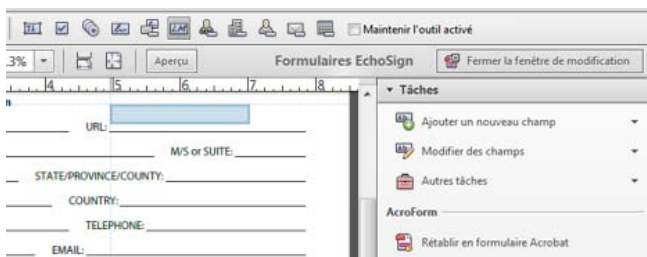 Maintenir l'outil activé
3%
Aperçu
Formulaires EchoSign
Fermer la fenêtre de modification
4 5 6 7 8
URL:
M/S or SUITE:
STATE/PROVINCE/COUNTY:
COUNTRY:
TELEPHONE:
EMAIL:
Tâches
Ajouter un nouveau champ
Modifier des champs
Autres tâches
AcroForm
Rétablir en formulaire Acrobat